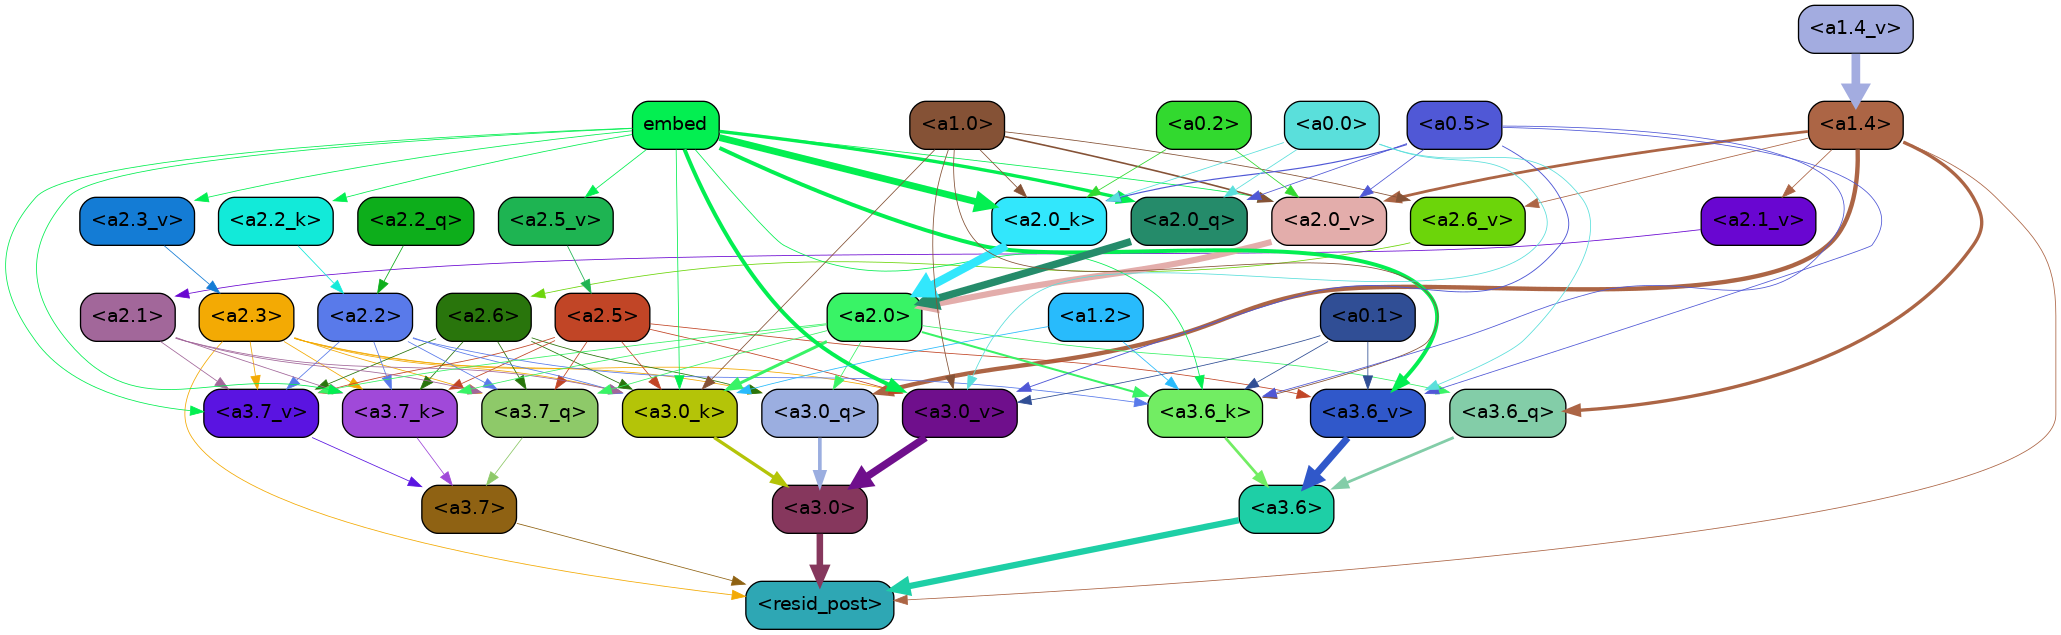 <a1.4_v>
embed
<a1.0>
<a0.2>
<a0.0>
<a0.5>
<a1.4>
<a2.3_v>
<a2.2_k>
<a2.2_q>
<a2.5_v>
<a2.0_k>
<a2.0_q>
<a2.0_v>
<a2.6_v>
<a2.1_v>
<a2.1>
<a2.3>
<a2.2>
<a2.6>
<a2.5>
<a2.0>
<a1.2>
<a0.1>
<a3.7_v>
<a3.7_k>
<a3.7_q>
<a3.0_k>
<a3.0_q>
<a3.0_v>
<a3.6_k>
<a3.6_v>
<a3.6_q>
<a3.7>
<a3.0>
<a3.6>
<resid_post>